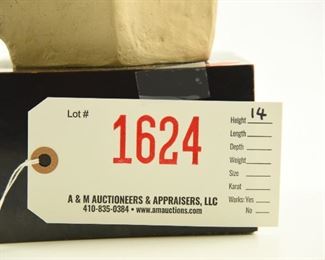 Lot #
1624
A & M AUCTIONEERS & APPRAISERS, LLC
410-835-0384 • www.amauctions.com
Height 14
Length
Depth
Weight
Size
Karat
Works: Yes
No